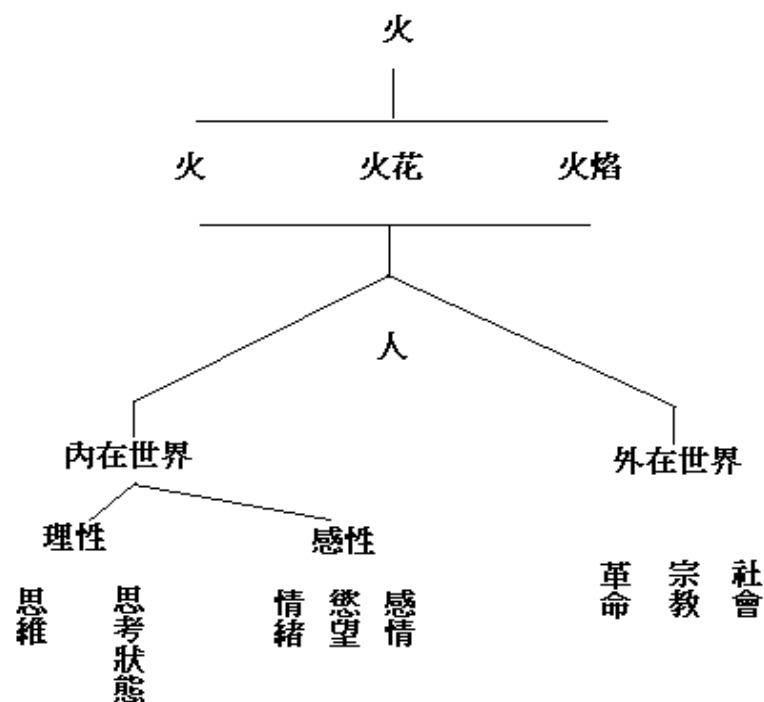 火
火
火花
火焰
人
內在世界
外在世界
理性
感性
思維
思考狀態
情緒
慾望
感情
革命
宗教
社會